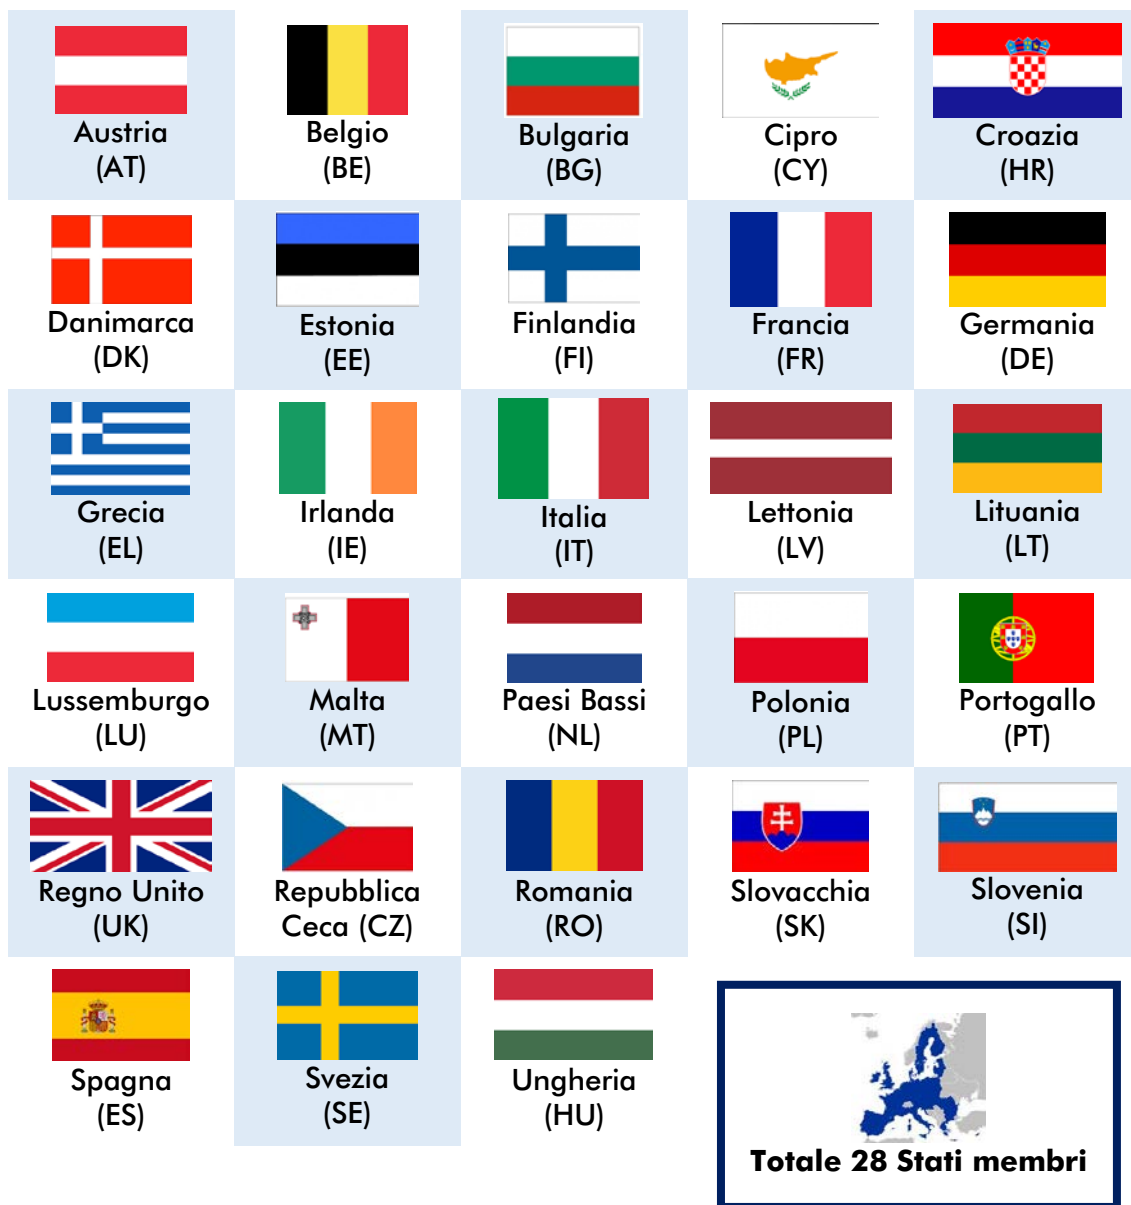 Austria
(AT)
Belgio
(BE)
Bulgaria
(BG)
Cipro
(CY)
Croazia
(HR)
Danimarca
(DK)
Estonia
(EE)
Finlandia
(FI)
Francia
(FR)
Germania
(DE)
Grecia
(EL)
Irlanda
(IE)
Italia
(IT)
Lettonia
(LV)
Lituania
(LT)
Lussemburgo
(LU)
Malta
(MT)
Paesi Bassi
(NL)
Polonia
(PL)
Portogallo
(PT)
Regno Unito
(UK)
Repubblica
Ceca (CZ)
Romania
(RO)
Slovacchia
(SK)
Slovenia
(SI)
Spagna
(ES)
Svezia
(SE)
Ungheria
(HU)
Totale 28 Stati membri